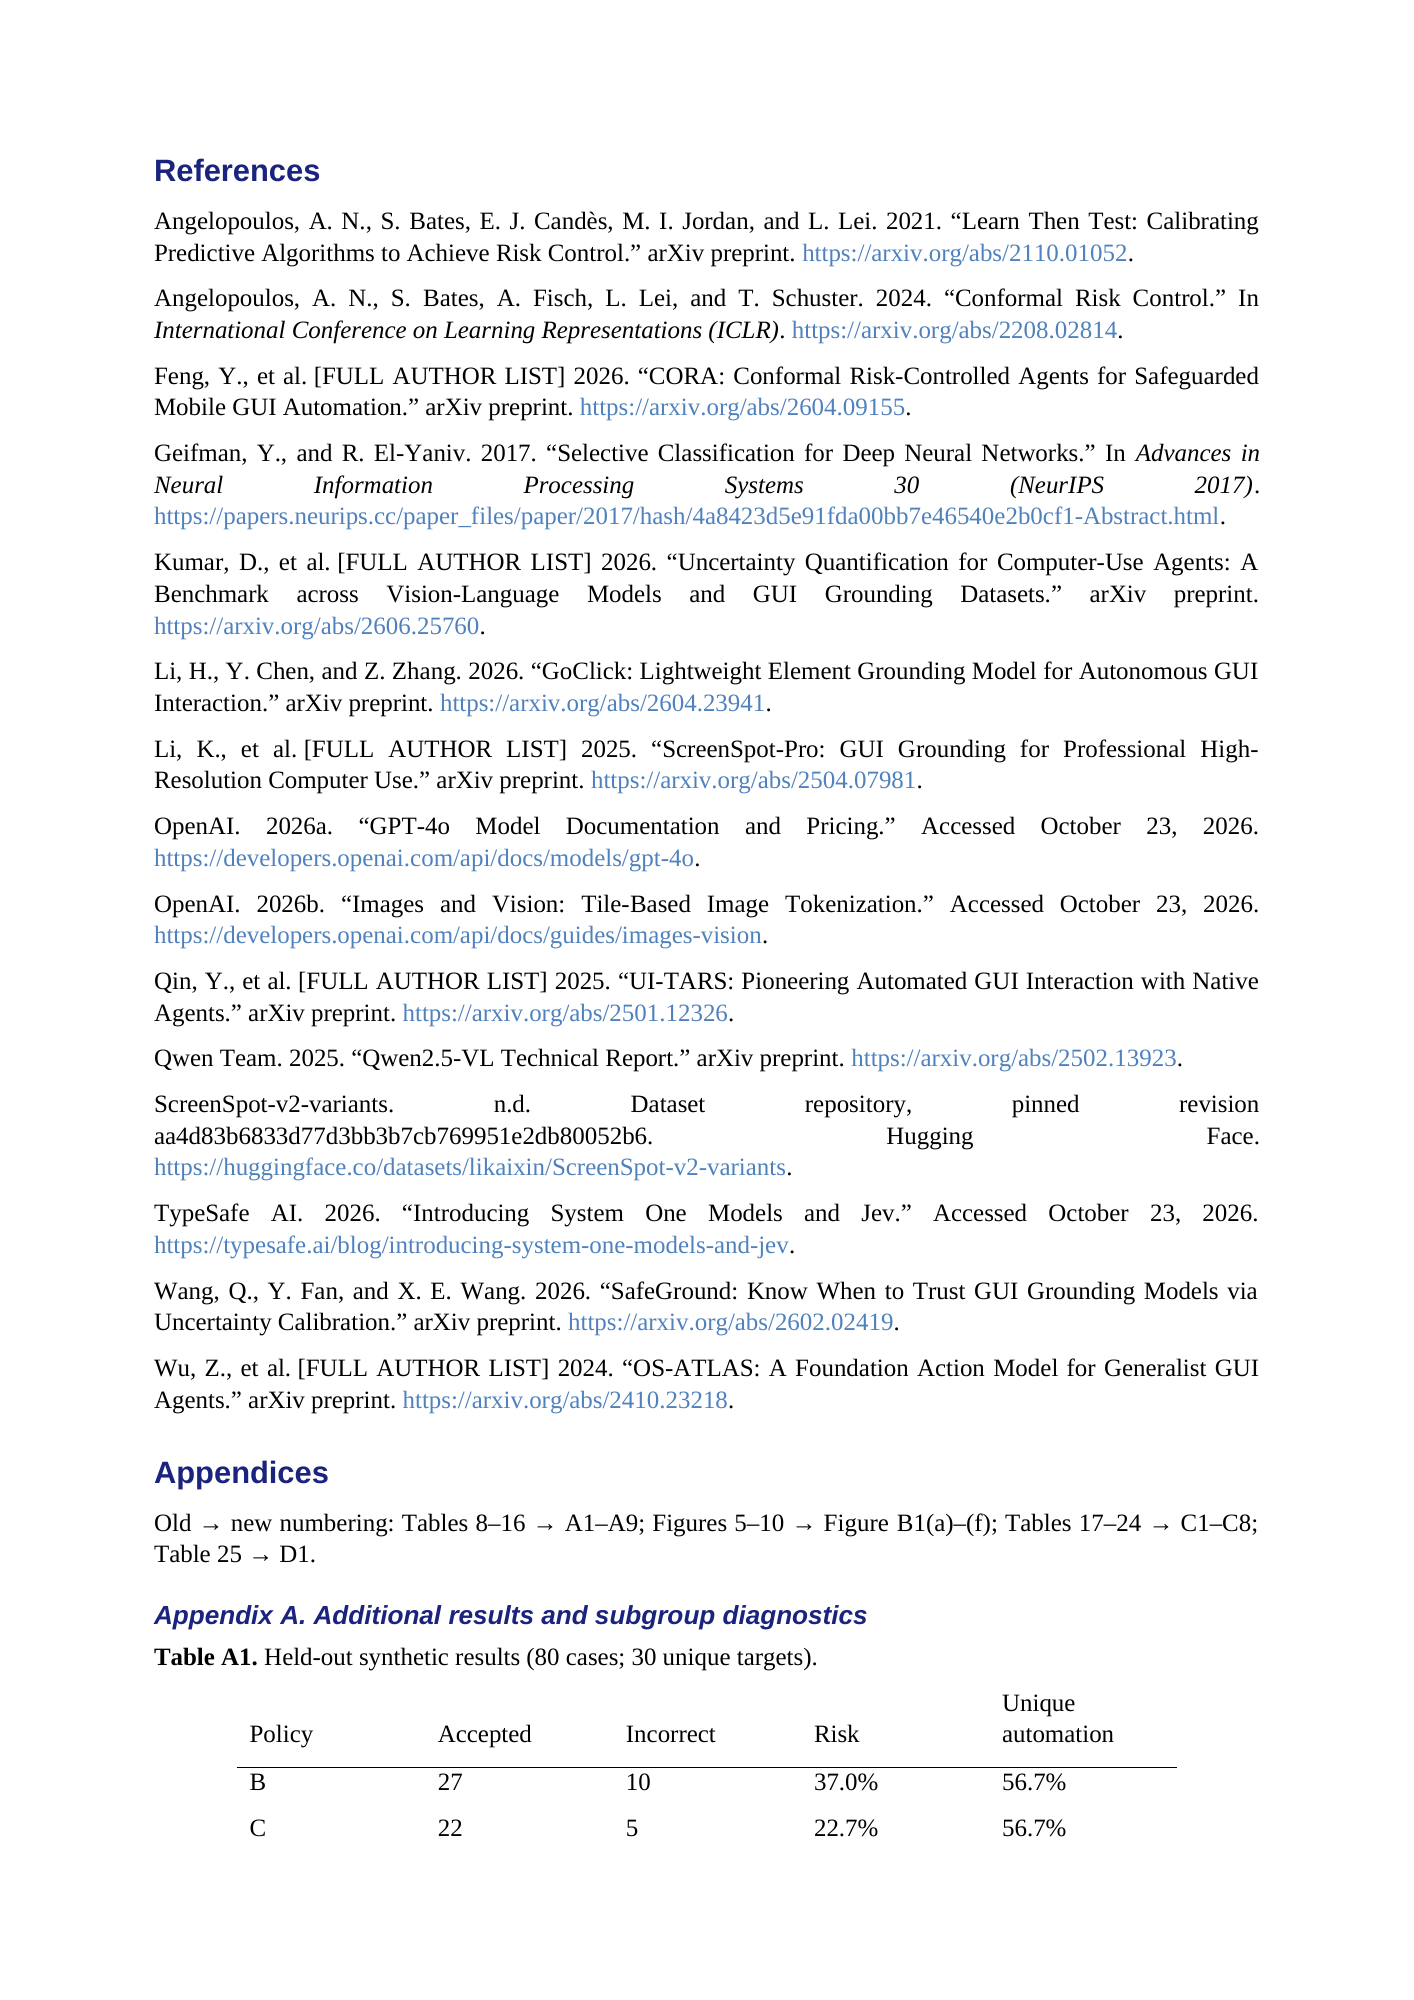 References
Angelopoulos, A. N., S. Bates, E. J. Candès, M. I. Jordan, and L. Lei. 2021. “Learn Then Test: Calibrating
Predictive Algorithms to Achieve Risk Control.” arXiv preprint. https://arxiv.org/abs/2110.01052.
Angelopoulos, A. N., S. Bates, A. Fisch, L. Lei, and T. Schuster. 2024. “Conformal Risk Control.” In
International Conference on Learning Representations (ICLR). https://arxiv.org/abs/2208.02814.
Feng, Y., et al. [FULL AUTHOR LIST] 2026. “CORA: Conformal Risk-Controlled Agents for Safeguarded
Mobile GUI Automation.” arXiv preprint. https://arxiv.org/abs/2604.09155.
Geifman, Y., and R. El-Yaniv. 2017. “Selective Classification for Deep Neural Networks.” In Advances in
Neural Information Processing Systems 30 (NeurIPS 2017).
https://papers.neurips.cc/paper_files/paper/2017/hash/4a8423d5e91fda00bb7e46540e2b0cf1-Abstract.html.
Kumar, D., et al. [FULL AUTHOR LIST] 2026. “Uncertainty Quantification for Computer-Use Agents: A
Benchmark across Vision-Language Models and GUI Grounding Datasets.” arXiv preprint.
https://arxiv.org/abs/2606.25760.
Li, H., Y. Chen, and Z. Zhang. 2026. “GoClick: Lightweight Element Grounding Model for Autonomous GUI
Interaction.” arXiv preprint. https://arxiv.org/abs/2604.23941.
Li, K., et al. [FULL AUTHOR LIST] 2025. “ScreenSpot-Pro: GUI Grounding for Professional High-
Resolution Computer Use.” arXiv preprint. https://arxiv.org/abs/2504.07981.
OpenAI. 2026a. “GPT-4o Model Documentation and Pricing.” Accessed October 23, 2026.
https://developers.openai.com/api/docs/models/gpt-4o.
OpenAI. 2026b. “Images and Vision: Tile-Based Image Tokenization.” Accessed October 23, 2026.
https://developers.openai.com/api/docs/guides/images-vision.
Qin, Y., et al. [FULL AUTHOR LIST] 2025. “UI-TARS: Pioneering Automated GUI Interaction with Native
Agents.” arXiv preprint. https://arxiv.org/abs/2501.12326.
Qwen Team. 2025. “Qwen2.5-VL Technical Report.” arXiv preprint. https://arxiv.org/abs/2502.13923.
ScreenSpot-v2-variants. n.d. Dataset repository, pinned revision
aa4d83b6833d77d3bb3b7cb769951e2db80052b6. Hugging Face.
https://huggingface.co/datasets/likaixin/ScreenSpot-v2-variants.
TypeSafe AI. 2026. “Introducing System One Models and Jev.” Accessed October 23, 2026.
https://typesafe.ai/blog/introducing-system-one-models-and-jev.
Wang, Q., Y. Fan, and X. E. Wang. 2026. “SafeGround: Know When to Trust GUI Grounding Models via
Uncertainty Calibration.” arXiv preprint. https://arxiv.org/abs/2602.02419.
Wu, Z., et al. [FULL AUTHOR LIST] 2024. “OS-ATLAS: A Foundation Action Model for Generalist GUI
Agents.” arXiv preprint. https://arxiv.org/abs/2410.23218.
Appendices
Old → new numbering: Tables 8–16 → A1–A9; Figures 5–10 → Figure B1(a)–(f); Tables 17–24 → C1–C8;
Table 25 → D1.
Appendix A. Additional results and subgroup diagnostics
Table A1. Held-out synthetic results (80 cases; 30 unique targets).
Policy Accepted Incorrect Risk Unique automation
B 27 10 37.0% 56.7%
C 22 5 22.7% 56.7%